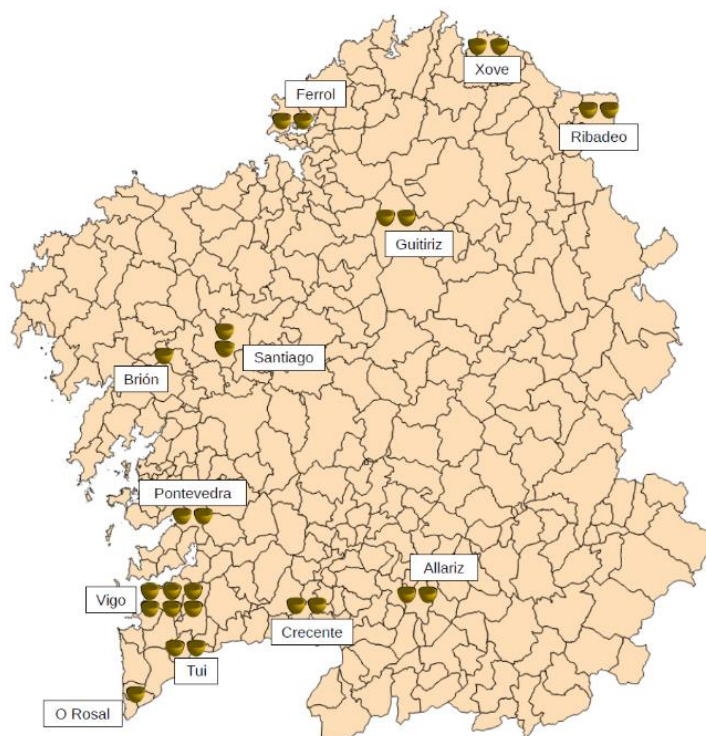 Xove
Ferrol
Ribadeo
Guitiriz
Santiago
Brión
Pontevedra
Allariz
Vigo
Crecente
Tui
O Rosal